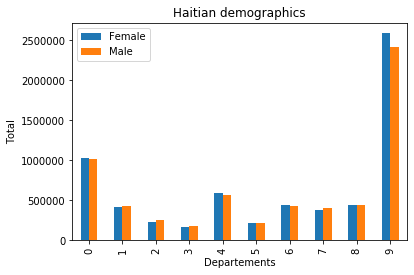 Haitian demographics
Female
Male
2500000
2000000
1500000
1000000
500000
0
Total
0 1 2 3 4 5 6 7 8 9
Departements